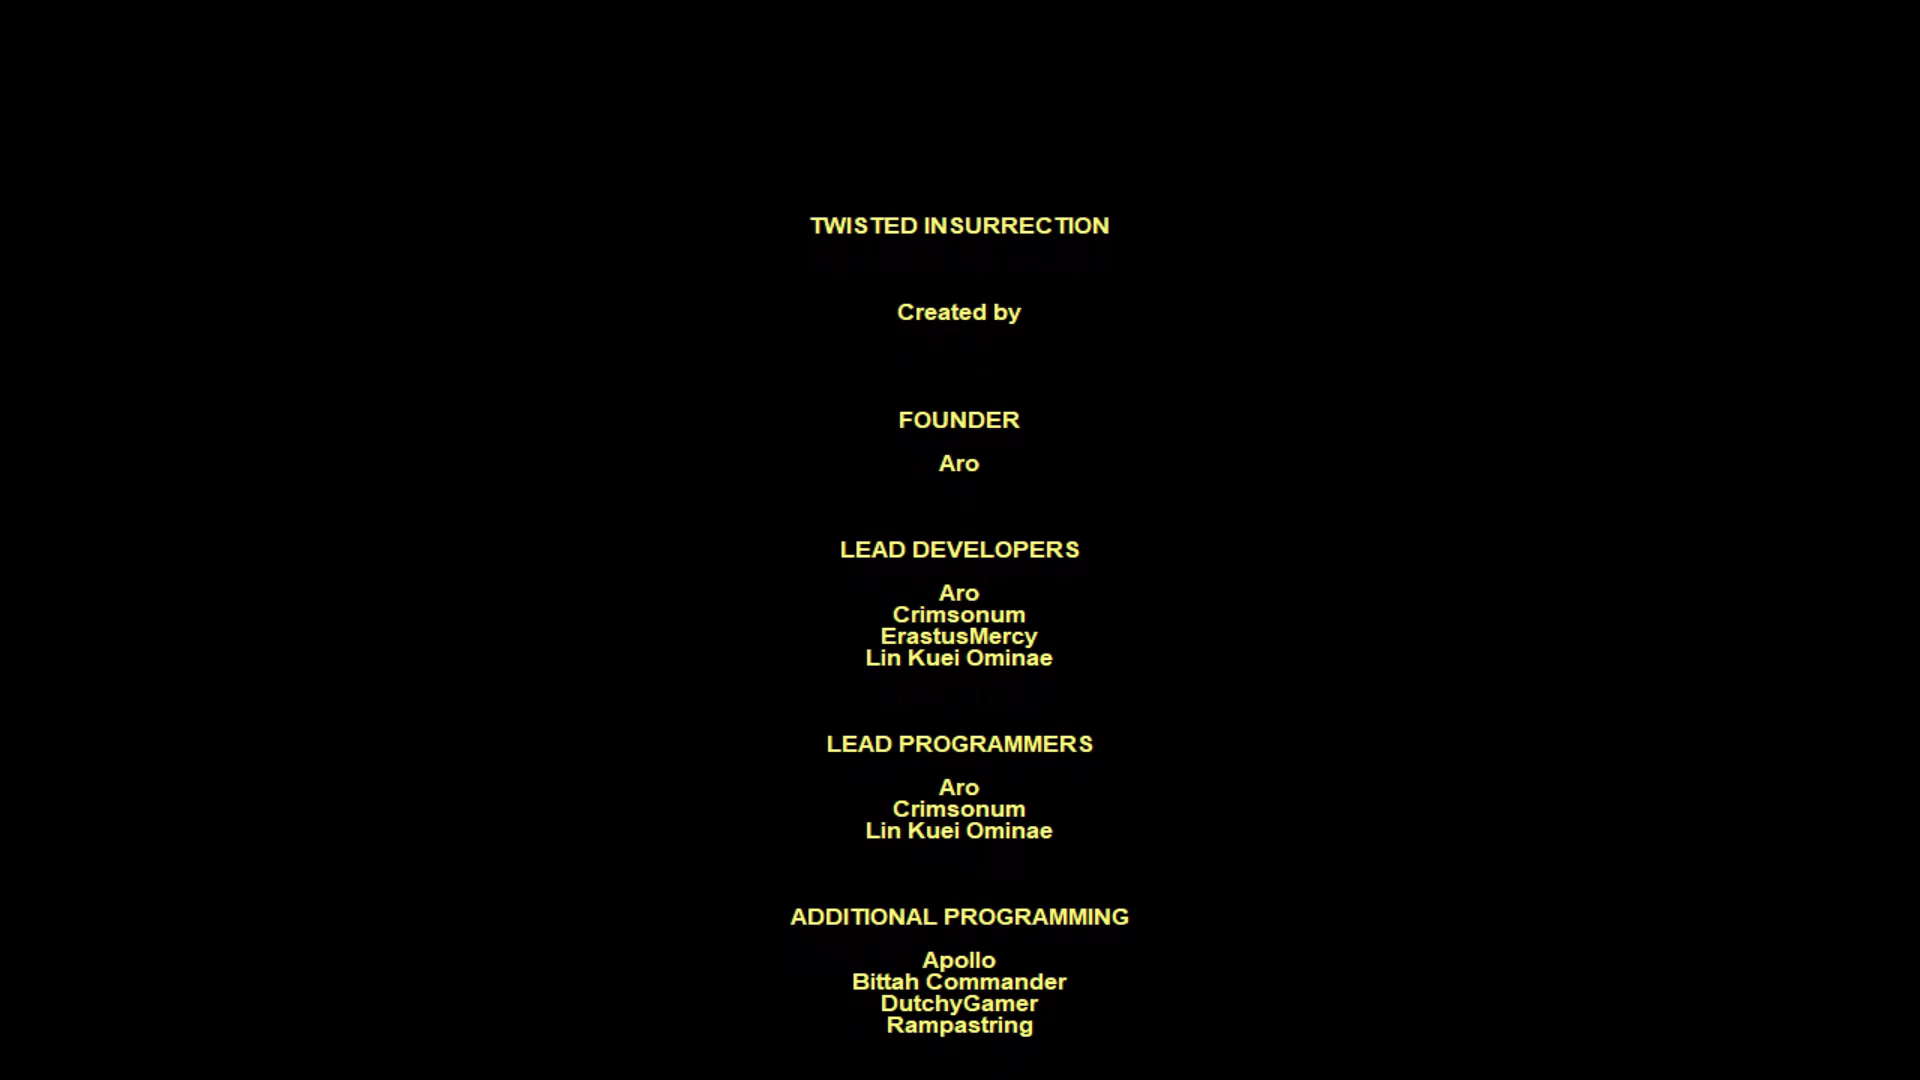 TWISTED INSURRECTION
Created by
FOUNDER
Aro
LEAD DEVELOPERS
Aro
Crimsonum
ErastusMercy
Lin Kuei Ominae
LEAD PROGRAMMERS
Aro
Crimsonum
Lin Kuei Ominae
ADDITIONAL PROGRAMMING
Apollo
Bittah Commander
DutchyGamer
Rampastring